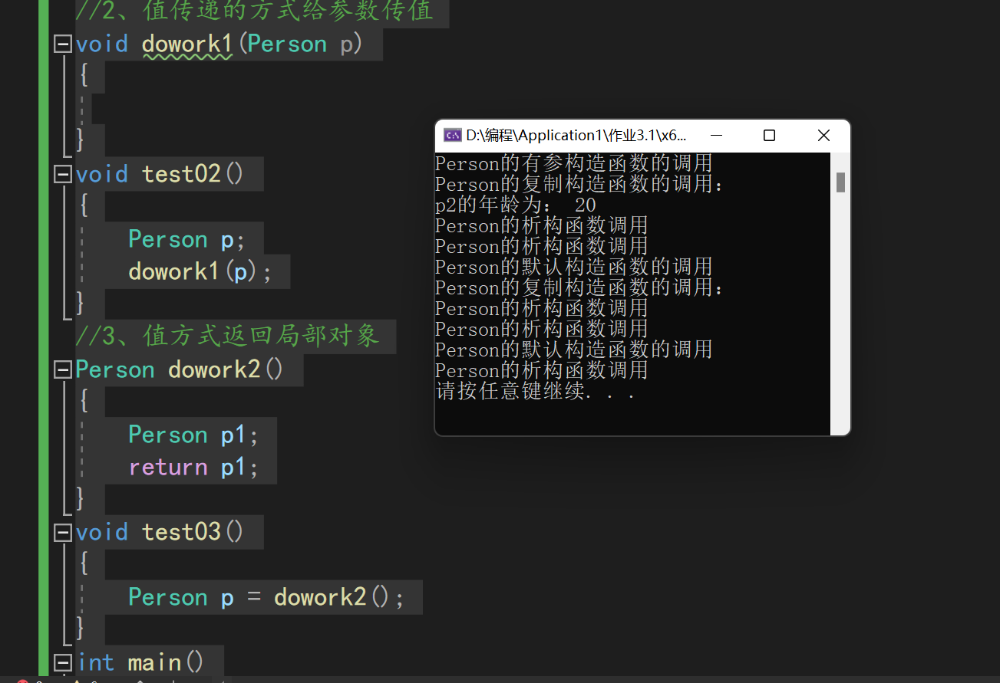 //2、值传递的方式给参数传值
void dowork1(Person p)
{
}
void test02()
{
Person p;
dowork1(p);
}
//3、值方式返回局部对象
Person dowork2()
{
Person p1;
return p1;
}
void test03()
{
Person p = dowork2();
}
int main()
D:\编程\Application1\作业3.1\x6...
Person的有参构造函数的调用
Person的复制构造函数的调用：
p2的年龄为： 20
Person的析构函数调用
Person的析构函数调用
Person的默认构造函数的调用
Person的复制构造函数的调用：
Person的析构函数调用
Person的析构函数调用
Person的默认构造函数的调用
Person的析构函数调用
请按任意键继续. . .